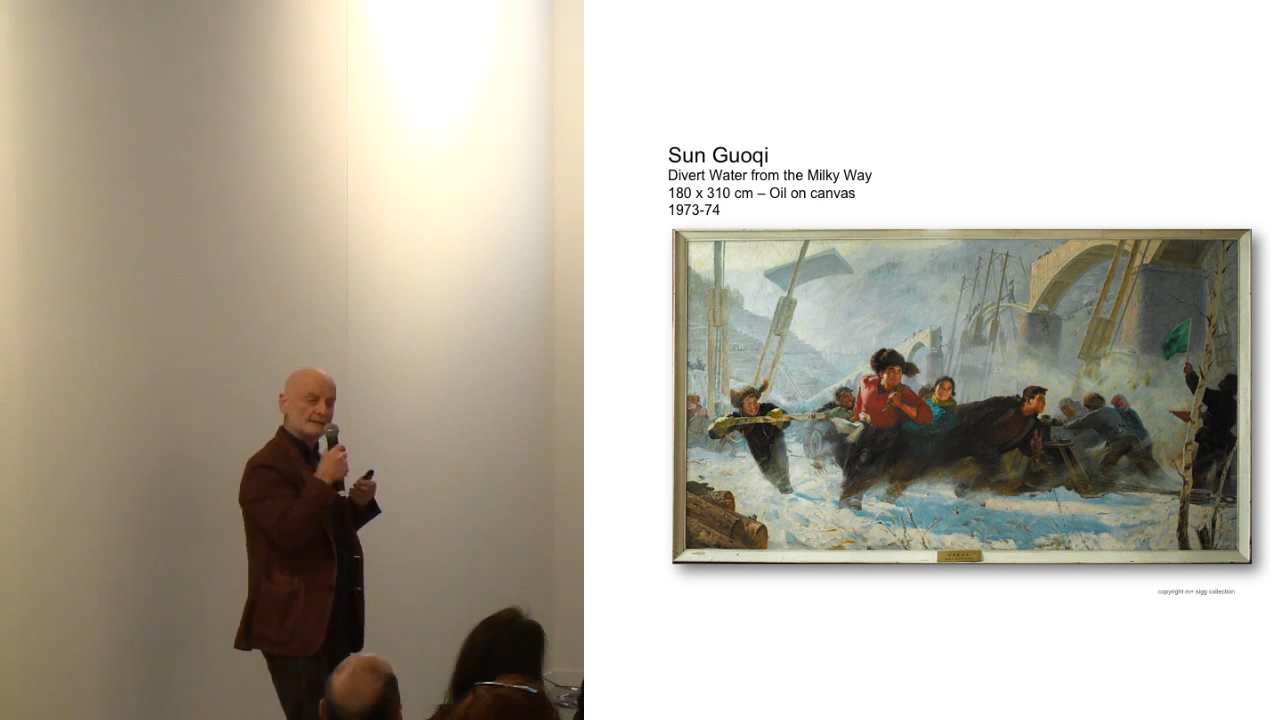 Sun Guoqi
Divert Water from the Milky Way
180 x 310 cm – Oil on canvas
1973-74
copyright m+ sigg collection